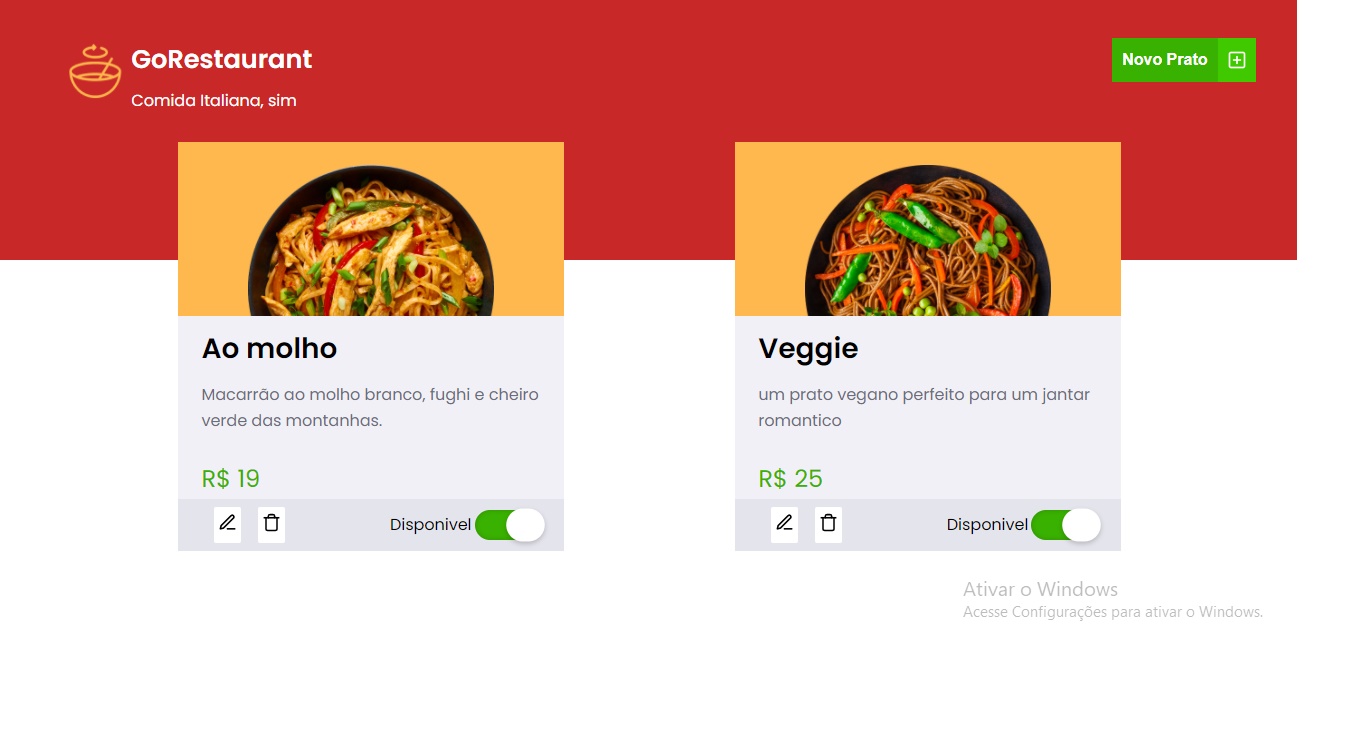 GoRestaurant
Comida Italiana, sim
Novo Prato
Ao molho
Macarrão ao molho branco, fughi e cheiro
verde das montanhas.
R$ 19
Disponivel
Veggie
um prato vegano perfeito para um jantar
romantico
R$ 25
Disponivel
Ativar o Windows
Acesse Configurações para ativar o Windows.